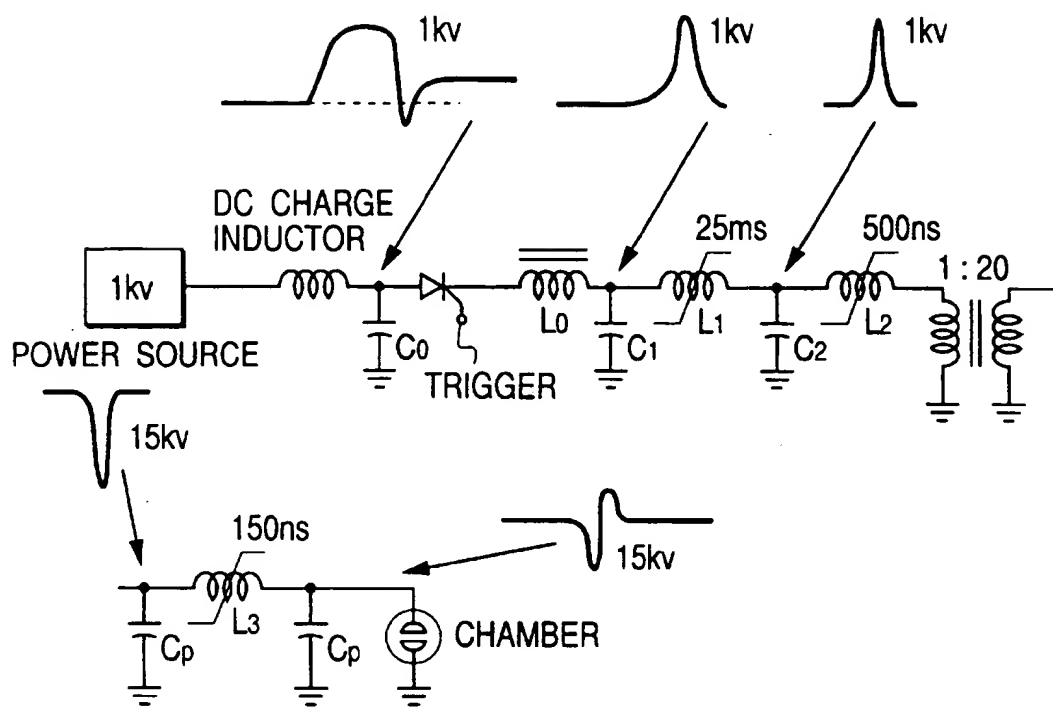 1kv
1kv
1kv
DC CHARGE
INDUCTOR
25ms
500ns
1 : 20
1kv
L0
L1
L2
POWER SOURCE
C0
C1
C2
TRIGGER
15kv
150ns
15kv
L3
Cp
Cp
CHAMBER